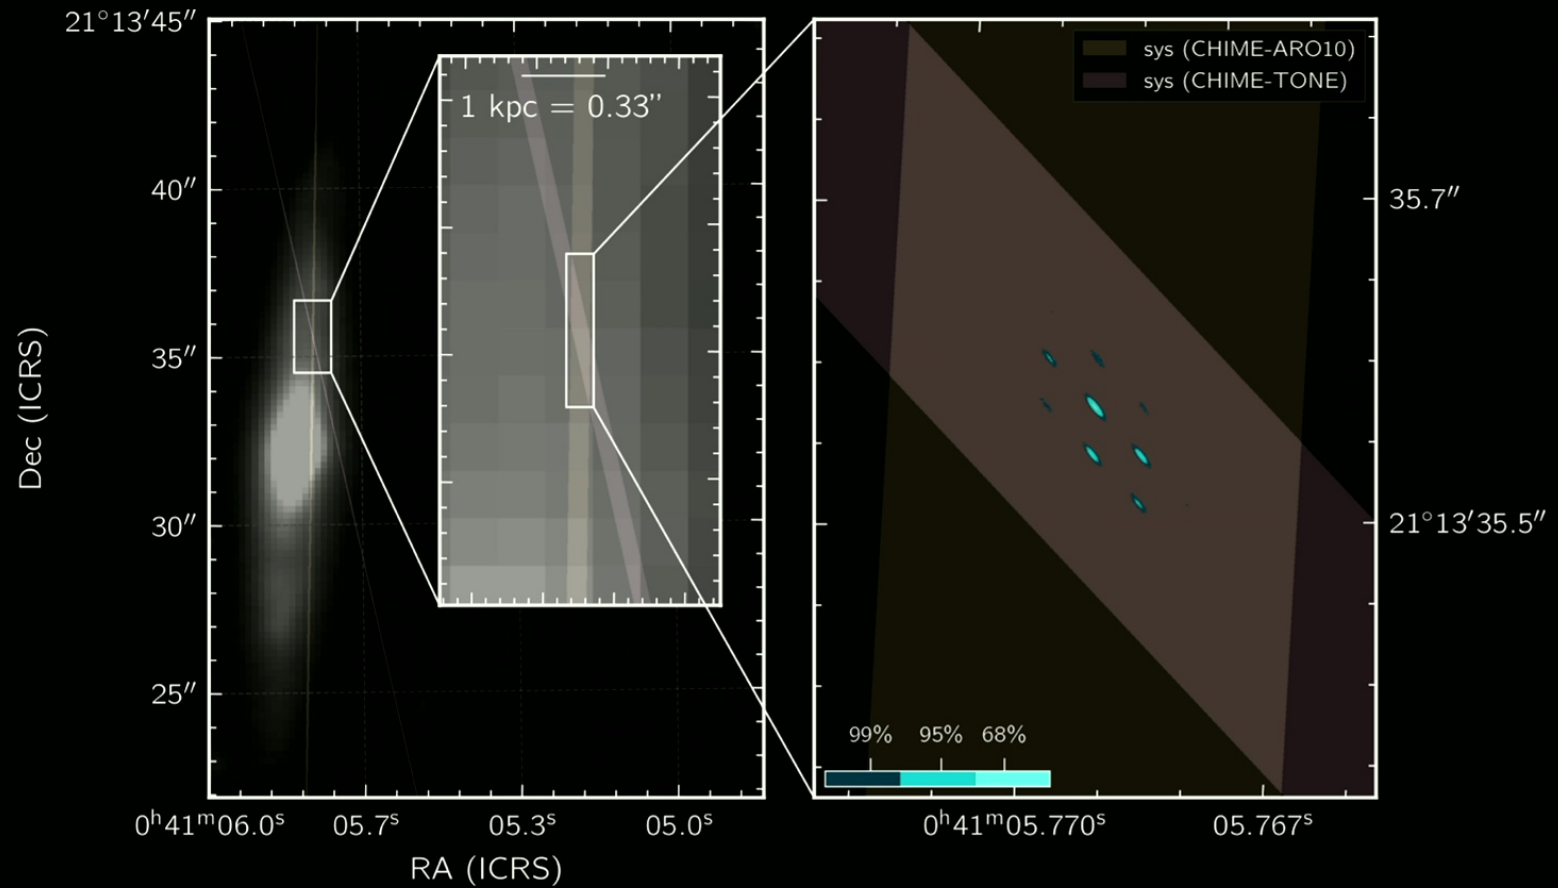 21°13′45″
40″
35″
30″
25″
Dec (ICRS)
0ʰ41ᵐ06.0ˢ 05.7ˢ 05.3ˢ 05.0ˢ
RA (ICRS)
1 kpc = 0.33″
sys (CHIME-ARO10)
sys (CHIME-TONE)
35.7″
21°13′35.5″
99% 95% 68%
0ʰ41ᵐ05.770ˢ 05.767ˢ